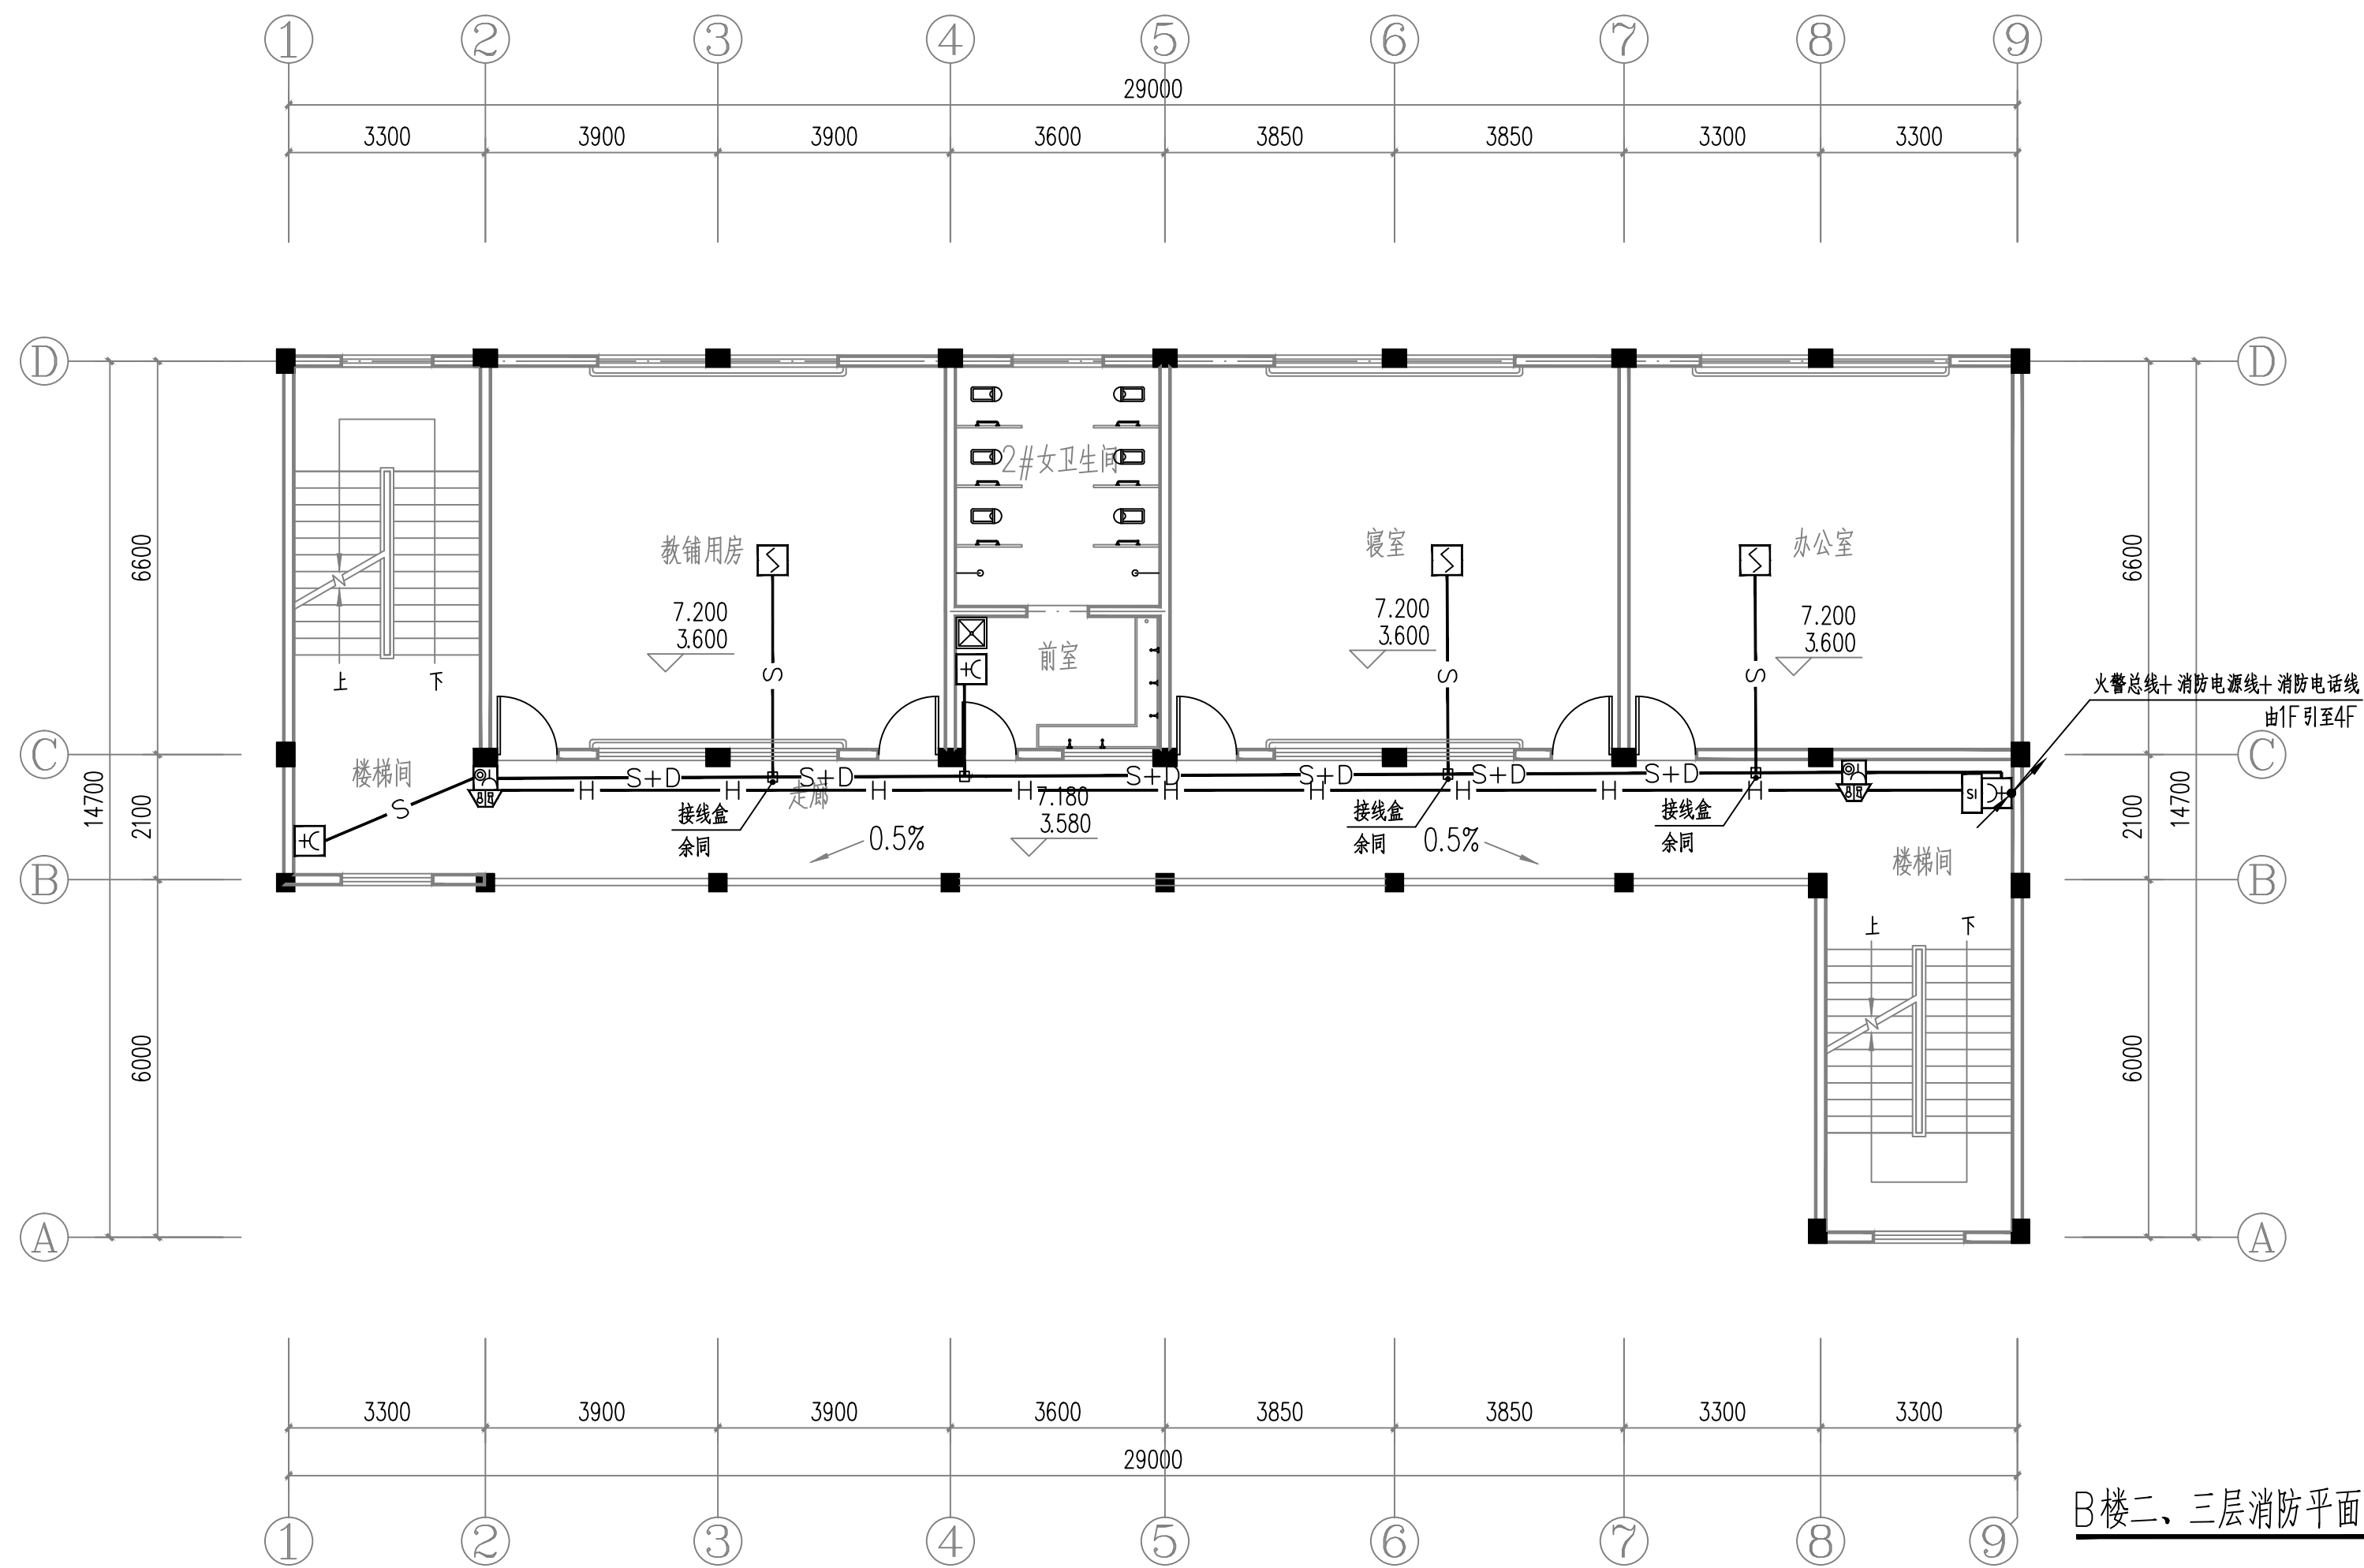 1 2 3 4 5 6 7 8 9
29000
3300 3900 3900 3600 3850 3850 3300 3300
D D
2#女卫生间
教铺用房 寝室 办公室
6600 6600
7.200 7.200 7.200
3.600 3.600 3.600
前室
S S S
上 下
火警总线+消防电源线+消防电话线
由1F引至4F
C C
楼梯间
S+D S+D S+D S+D S+D S+D
H H H H H H H H H
走廊
SI
S
14700 2100 2100 14700
7.180
3.580
接线盒 接线盒 接线盒
余同 余同 余同
0.5% 0.5%
楼梯间
B B
上 下
6000 6000
A A
3300 3900 3900 3600 3850 3850 3300 3300
29000
B楼二、三层消防平面
1 2 3 4 5 6 7 8 9